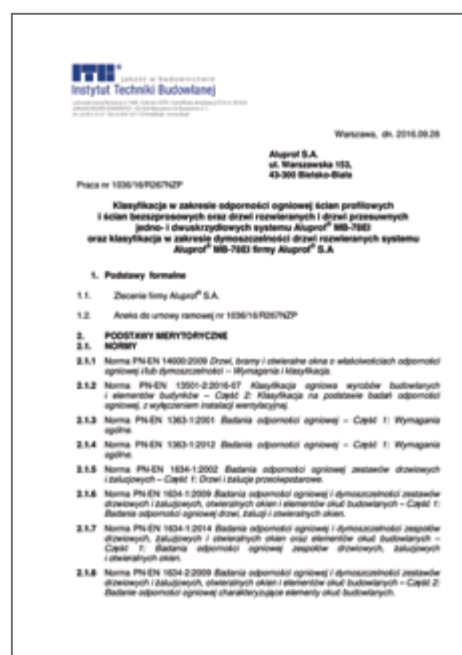 ITB
jakość w budownictwie
Instytut Techniki Budowlanej
Warszawa, dn. 2016.09.28
Aluprof S.A.
ul. Warszawska 153,
43-300 Bielsko-Biała
Praca nr 1036/16/R267NZP
Klasyfikacja w zakresie odporności ogniowej ścian profilowych
i ścian bezszprosowych oraz drzwi rozwieranych i drzwi przesuwnych
jedno- i dwuskrzydłowych systemu Aluprof® MB-78EI
oraz klasyfikacja w zakresie dymoszczelności drzwi rozwieranych systemu
Aluprof® MB-78EI firmy Aluprof® S.A
1. Podstawy formalne
1.1. Zlecenie firmy Aluprof® S.A.
1.2. Aneks do umowy ramowej nr 1036/16/R267NZP
2. PODSTAWY MERYTORYCZNE
2.1. NORMY
2.1.1 Norma PN-EN 14600:2009 Drzwi, bramy i otwieralne okna o właściwościach odporności
ogniowej i/lub dymoszczelności – Wymagania i klasyfikacja.
2.1.2 Norma PN-EN 13501-2:2016-07 Klasyfikacja ogniowa wyrobów budowlanych
i elementów budynków – Część 2: Klasyfikacja na podstawie badań odporności
ogniowej, z wyłączeniem instalacji wentylacyjnej.
2.1.3 Norma PN-EN 1363-1:2001 Badania odporności ogniowej – Część 1: Wymagania
ogólne.
2.1.4 Norma PN-EN 1363-1:2012 Badania odporności ogniowej – Część 1: Wymagania
ogólne.
2.1.5 Norma PN-EN 1634-1:2002 Badania odporności ogniowej zestawów drzwiowych
i żaluzjowych – Część 1: Drzwi i żaluzje przeciwpożarowe.
2.1.6 Norma PN-EN 1634-1:2009 Badania odporności ogniowej i dymoszczelności zestawów
drzwiowych i żaluzjowych, otwieralnych okien i elementów okuć budowlanych – Część 1:
Badania odporności ogniowej drzwi, żaluzji i otwieralnych okien.
2.1.7 Norma PN-EN 1634-1:2014 Badania odporności ogniowej i dymoszczelności zespołów
drzwiowych, żaluzjowych i otwieralnych okien oraz elementów okuć budowlanych –
Część 1: Badania odporności ogniowej zespołów drzwiowych, żaluzjowych
i otwieralnych okien.
2.1.8 Norma PN-EN 1634-2:2009 Badania odporności ogniowej i dymoszczelności zestawów
drzwiowych i żaluzjowych, otwieralnych okien i elementów okuć budowlanych – Część 2:
Badanie odporności ogniowej charakteryzujące elementy okuć budowlanych.